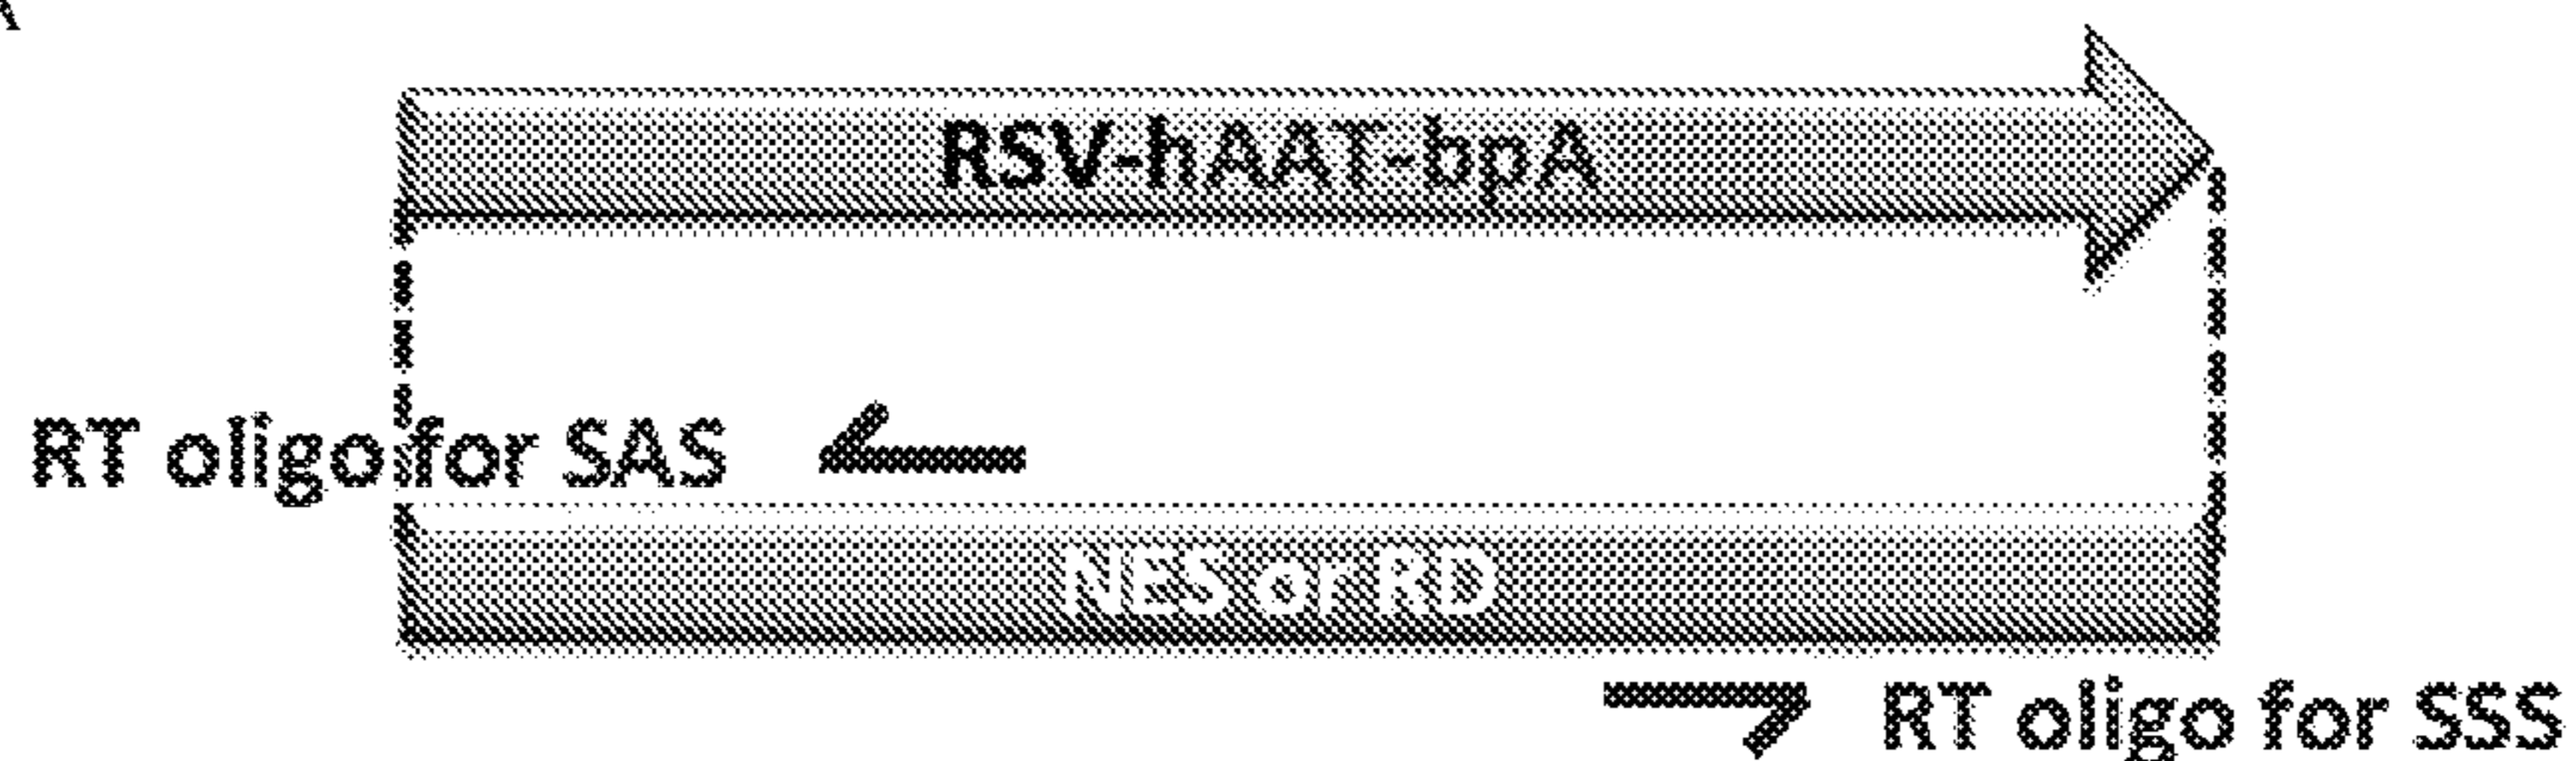 RSV-hAAT-bpA
RT oligo for SAS
NES or RD
RT oligo for SSS